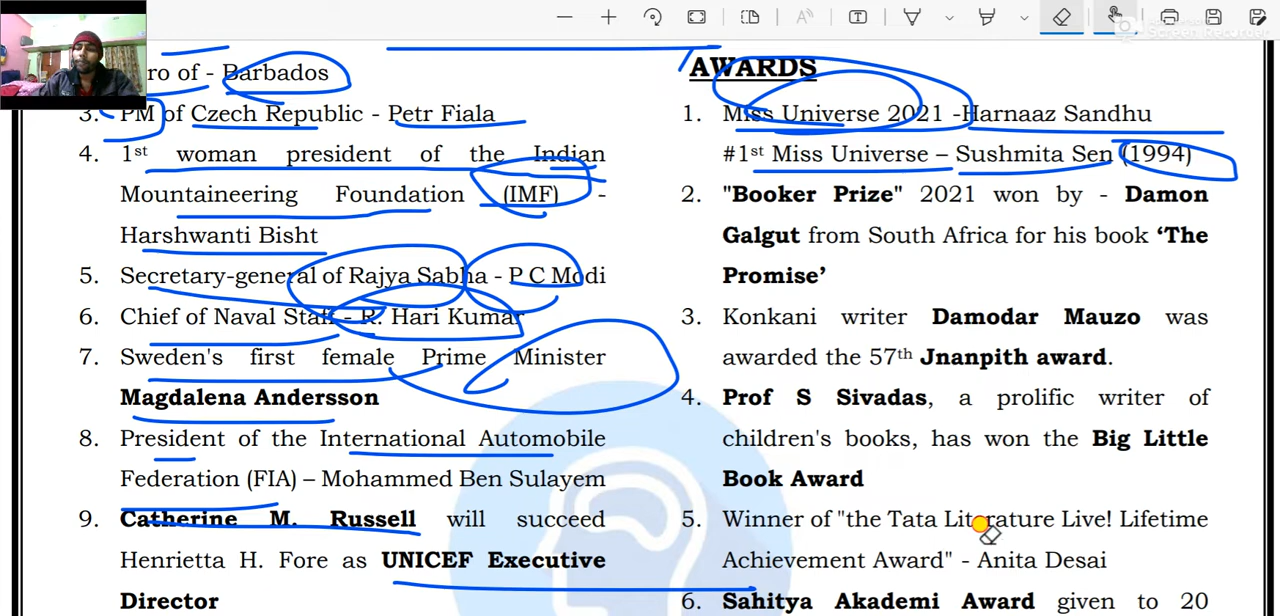 ro of - Barbados
3. PM of Czech Republic - Petr Fiala
4. 1st woman president of the Indian
Mountaineering Foundation (IMF) -
Harshwanti Bisht
5. Secretary-general of Rajya Sabha - P C Modi
6. Chief of Naval Staff - R. Hari Kumar
7. Sweden's first female Prime Minister
Magdalena Andersson
8. President of the International Automobile
Federation (FIA) – Mohammed Ben Sulayem
9. Catherine M. Russell will succeed
Henrietta H. Fore as UNICEF Executive
Director
AWARDS
1. Miss Universe 2021 -Harnaaz Sandhu
#1st Miss Universe – Sushmita Sen (1994)
2. "Booker Prize" 2021 won by - Damon
Galgut from South Africa for his book ‘The
Promise’
3. Konkani writer Damodar Mauzo was
awarded the 57th Jnanpith award.
4. Prof S Sivadas, a prolific writer of
children's books, has won the Big Little
Book Award
5. Winner of "the Tata Literature Live! Lifetime
Achievement Award" - Anita Desai
6. Sahitya Akademi Award given to 20
Screen Recorder